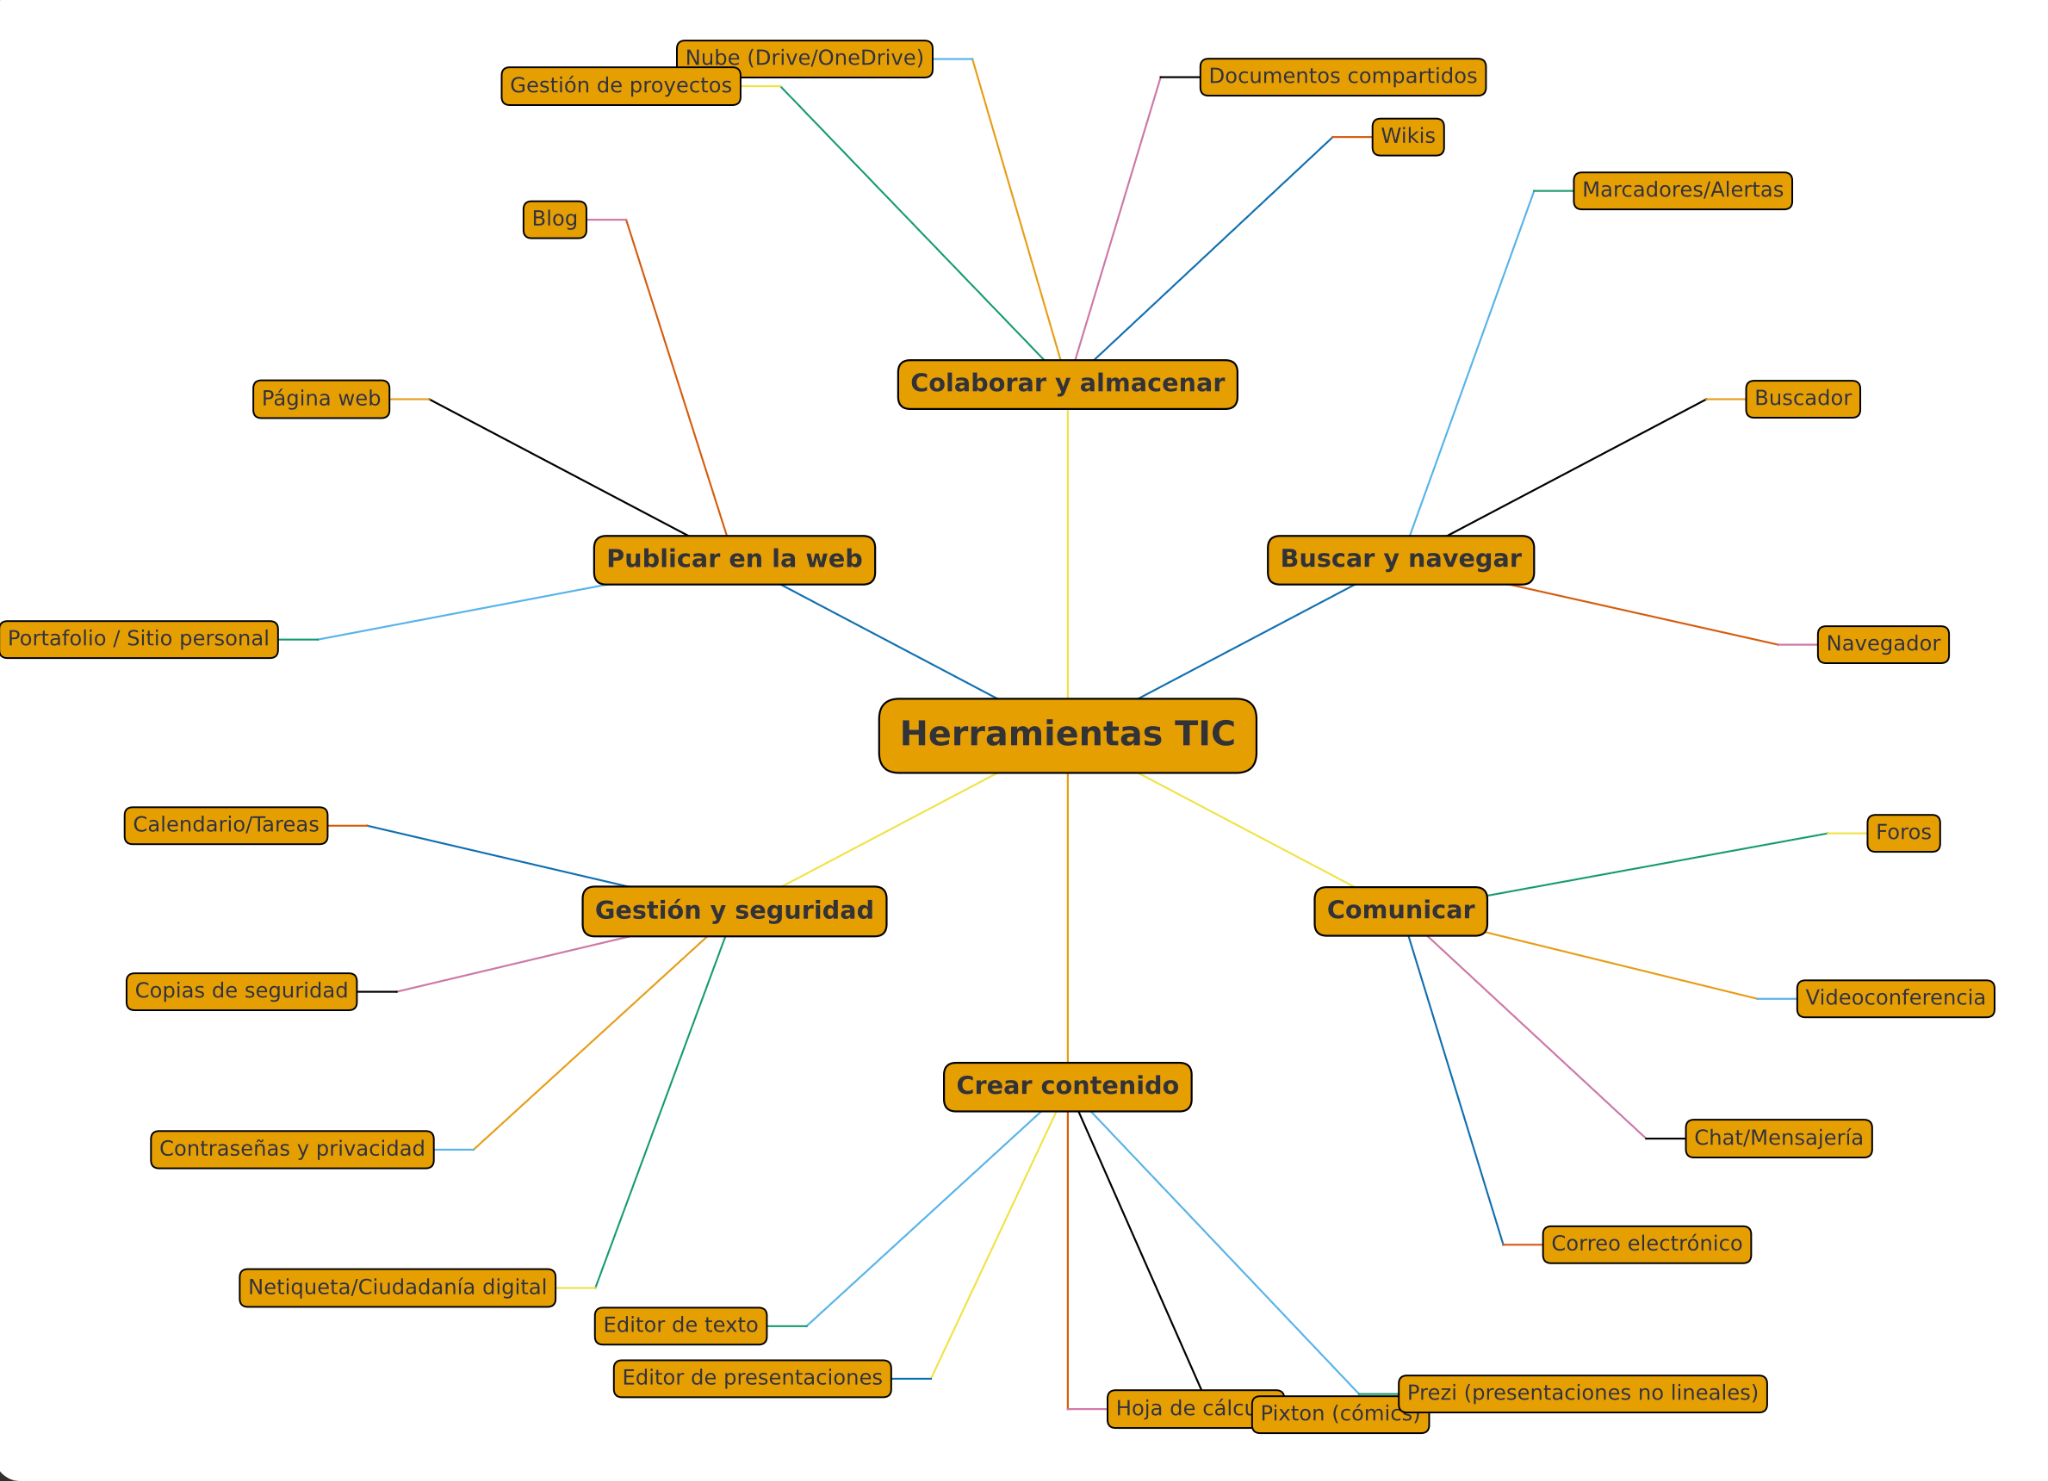 Nube (Drive/OneDrive)
Gestión de proyectos
Documentos compartidos
Wikis
Marcadores/Alertas
Blog
Colaborar y almacenar
Página web
Buscador
Publicar en la web
Buscar y navegar
Portafolio / Sitio personal
Navegador
Herramientas TIC
Calendario/Tareas
Foros
Gestión y seguridad
Comunicar
Copias de seguridad
Videoconferencia
Crear contenido
Contraseñas y privacidad
Chat/Mensajería
Correo electrónico
Netiqueta/Ciudadanía digital
Editor de texto
Editor de presentaciones
Hoja de
Pixton (cómics)
Prezi (presentaciones no lineales)